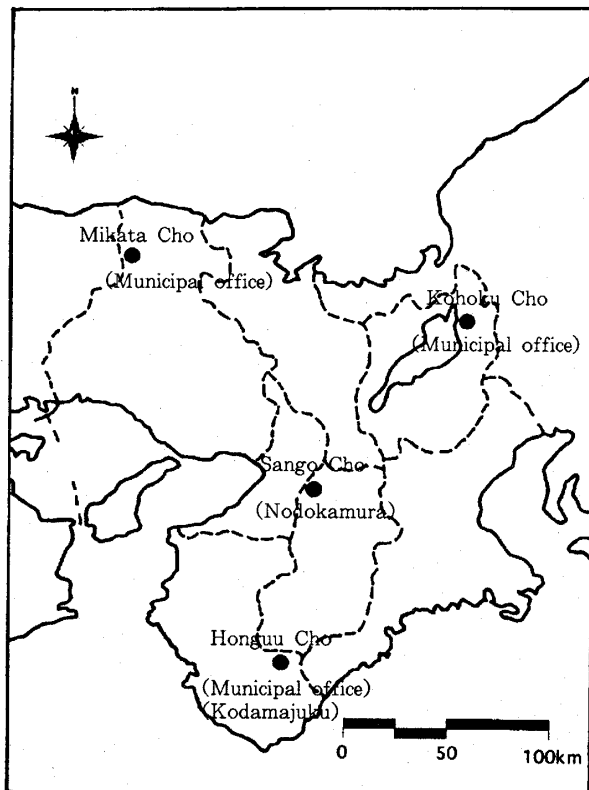 N
Mikata Cho
(Municipal office)
Kohoku Cho
(Municipal office)
Sango Cho
(Nodokamura)
Honguu Cho
(Municipal office)
(Kodamajuku)
0 50 100km